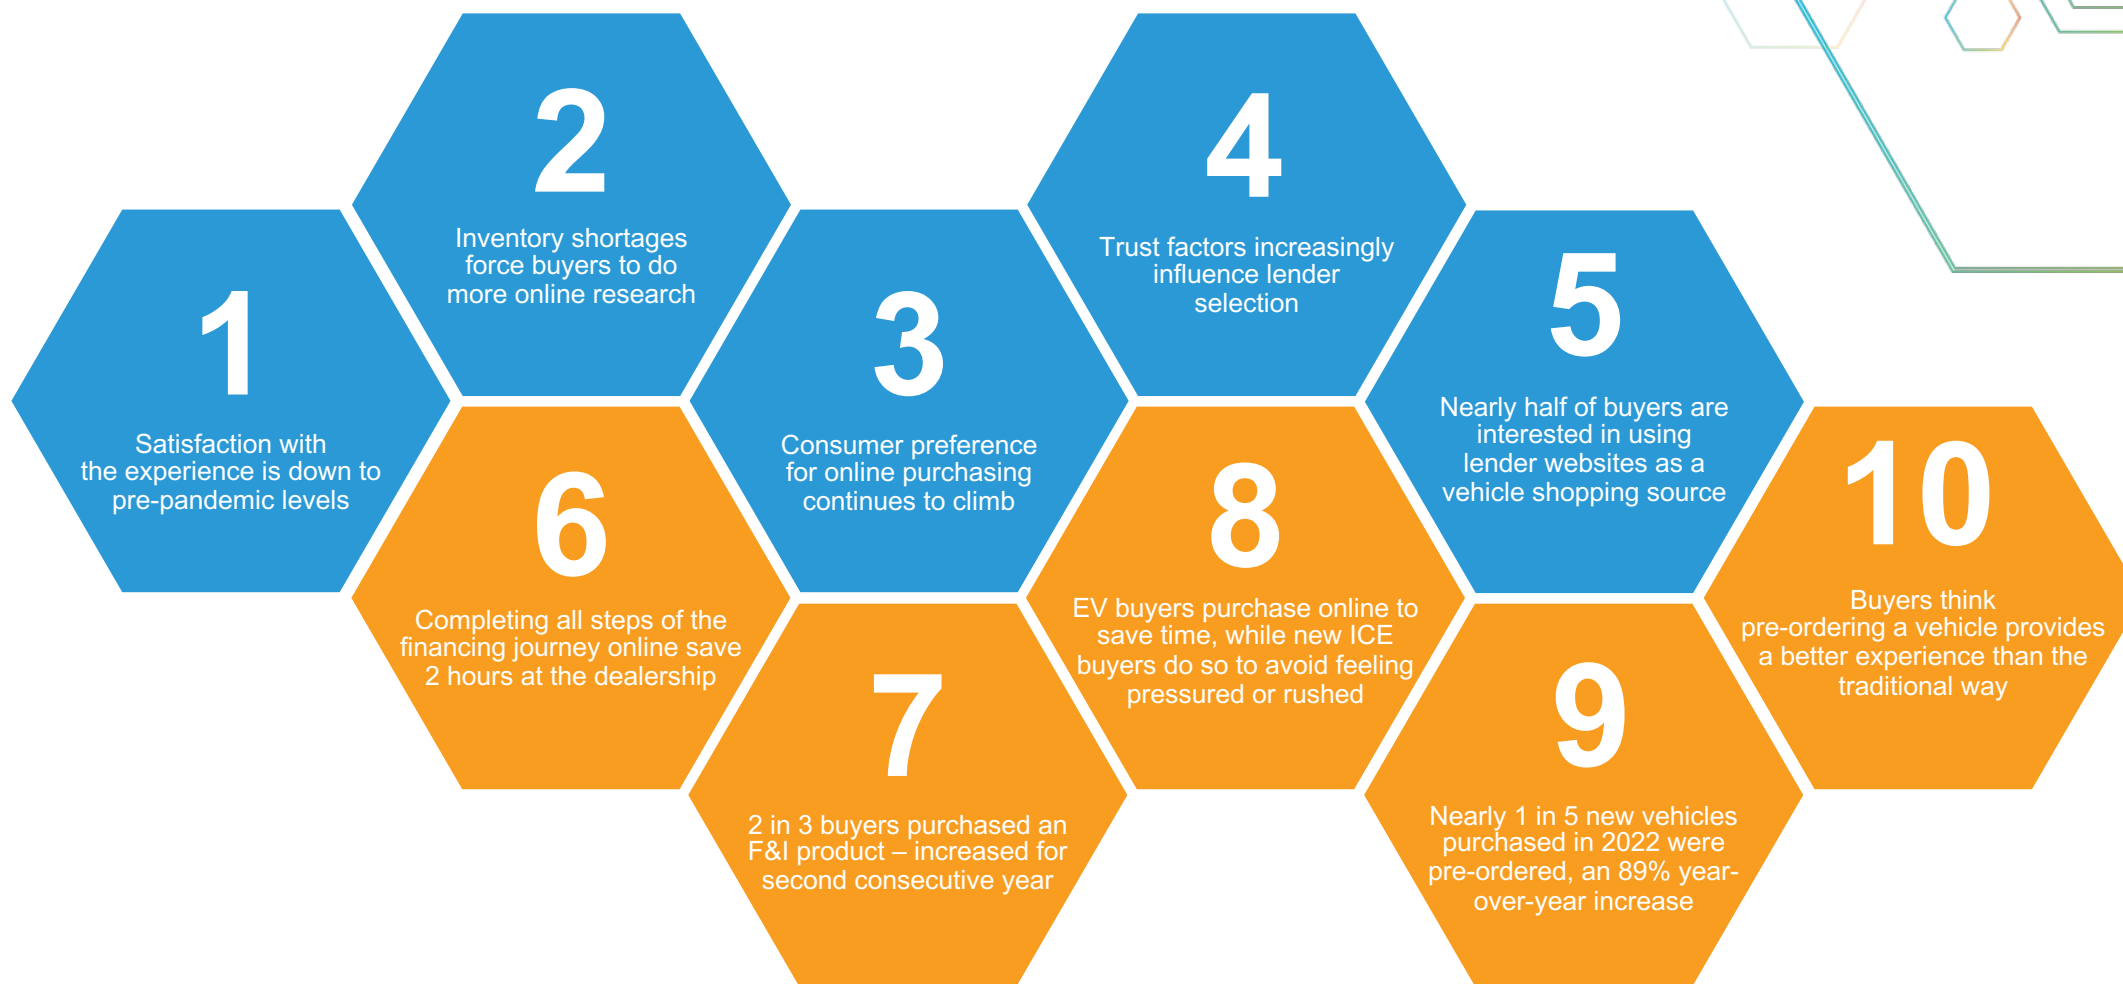 1
Satisfaction with
the experience is down to
pre-pandemic levels
2
Inventory shortages
force buyers to do
more online research
3
Consumer preference
for online purchasing
continues to climb
4
Trust factors increasingly
influence lender
selection
5
Nearly half of buyers are
interested in using
lender websites as a
vehicle shopping source
6
Completing all steps of the
financing journey online save
2 hours at the dealership
7
2 in 3 buyers purchased an
F&I product – increased for
second consecutive year
8
EV buyers purchase online to
save time, while new ICE
buyers do so to avoid feeling
pressured or rushed
9
Nearly 1 in 5 new vehicles
purchased in 2022 were
pre-ordered, an 89% year-
over-year increase
10
Buyers think
pre-ordering a vehicle provides
a better experience than the
traditional way